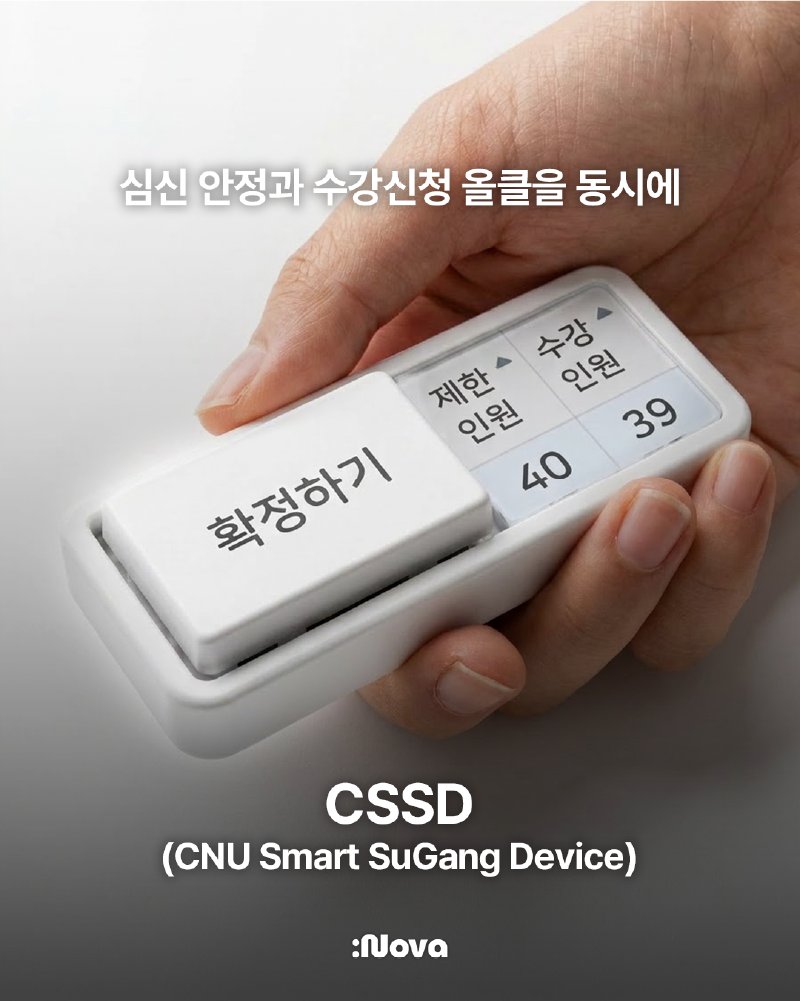 심신 안정과 수강신청 올클을 동시에
제한▲
인원
수강▲
인원
40
39
확정하기
CSSD
(CNU Smart SuGang Device)
:Nova